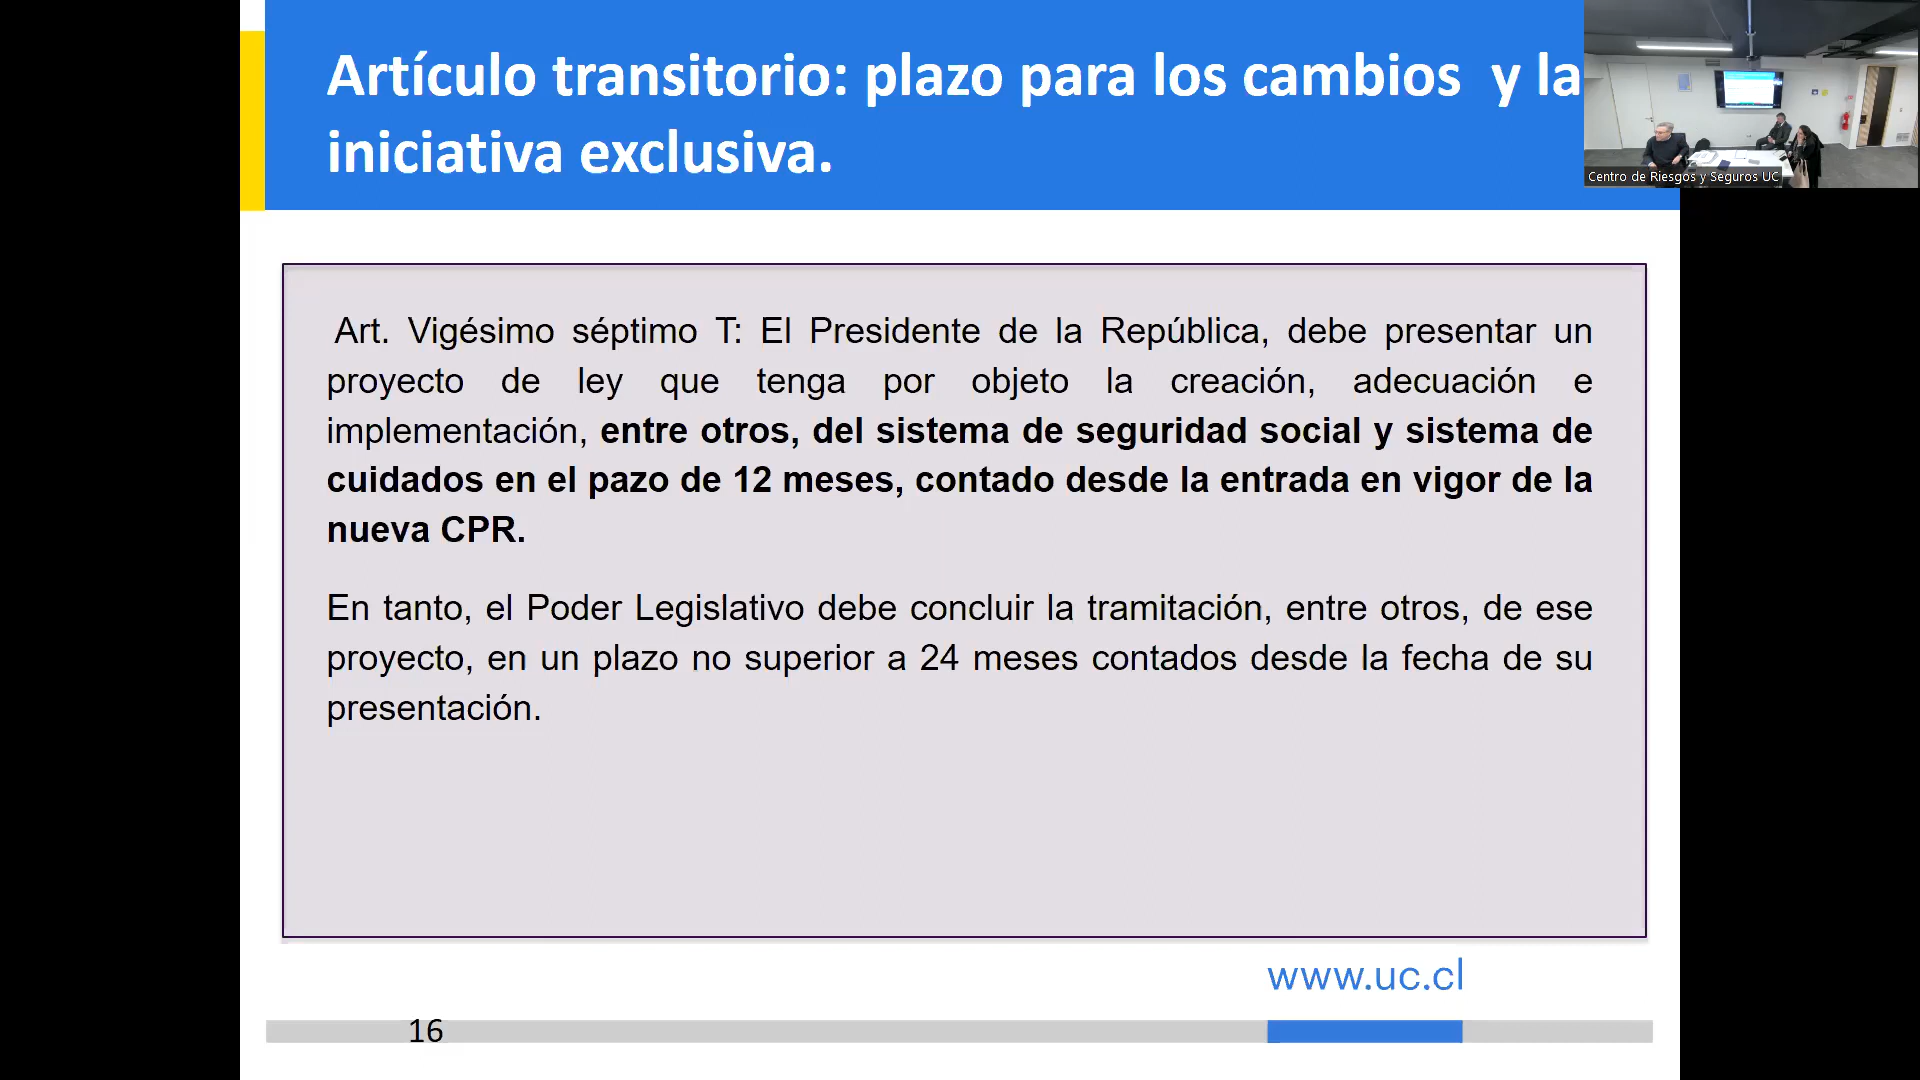 Artículo transitorio: plazo para los cambios  y la
iniciativa exclusiva.
Centro de Riesgos y Seguros UC
Art. Vigésimo séptimo T: El Presidente de la República, debe presentar un
proyecto de ley que tenga por objeto la creación, adecuación e
implementación, entre otros, del sistema de seguridad social y sistema de
cuidados en el pazo de 12 meses, contado desde la entrada en vigor de la
nueva CPR.
En tanto, el Poder Legislativo debe concluir la tramitación, entre otros, de ese
proyecto, en un plazo no superior a 24 meses contados desde la fecha de su
presentación.
www.uc.cl
16